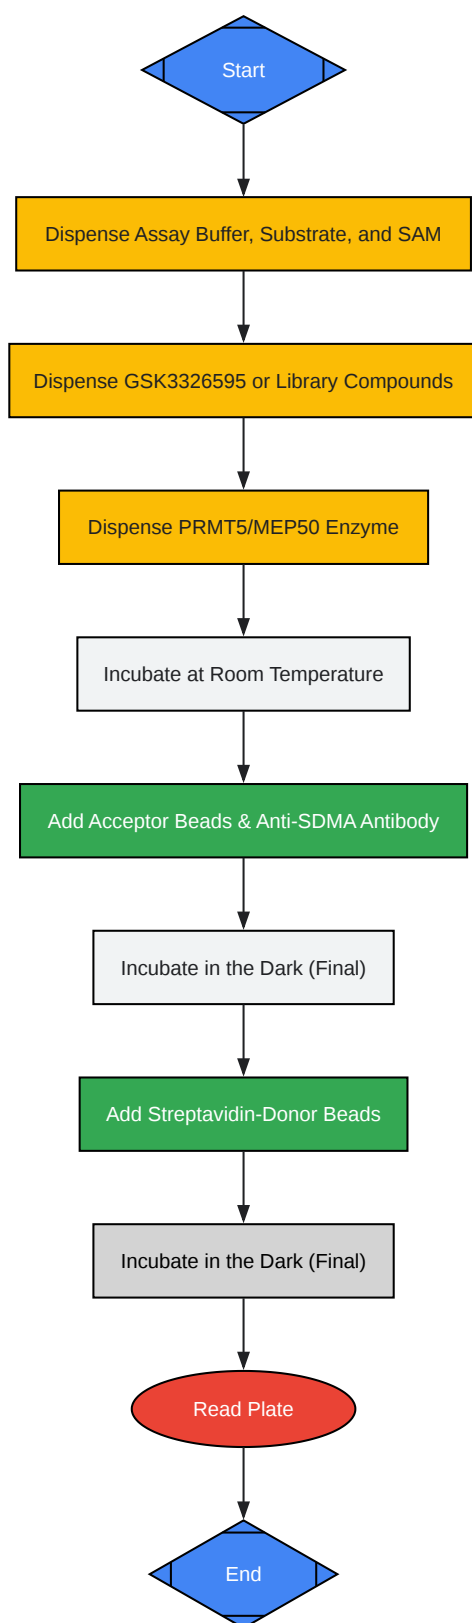 Start
Dispense Assay Buffer, Substrate, and SAM
Dispense GSK3326595 or Library Compounds
Dispense PRMT5/MEP50 Enzyme
Incubate at Room Temperature
Add Acceptor Beads & Anti-SDMA Antibody
Incubate in the Dark (Final)
Add Streptavidin-Donor Beads
Incubate in the Dark (Final)
Read Plate
End